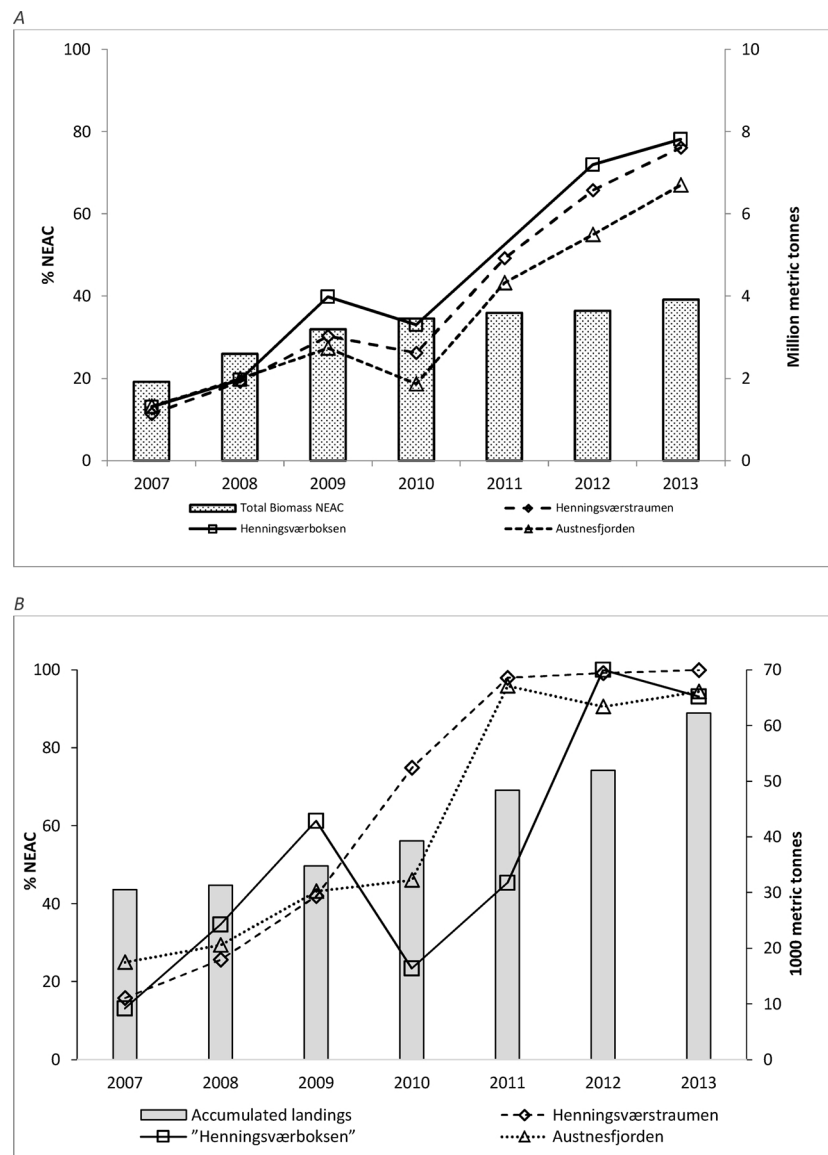 A
100
80
60
40
20
0
% NEAC
10
8
6
4
2
0
Million metric tonnes
2007 2008 2009 2010 2011 2012 2013
Total Biomass NEAC Henningsværstraumen
Henningsværboksen Austnesfjorden
B
100
80
60
40
20
0
% NEAC
70
60
50
40
30
20
10
0
1000 metric tonnes
2007 2008 2009 2010 2011 2012 2013
Accumulated landings Henningsværstraumen
”Henningsværboksen” Austnesfjorden